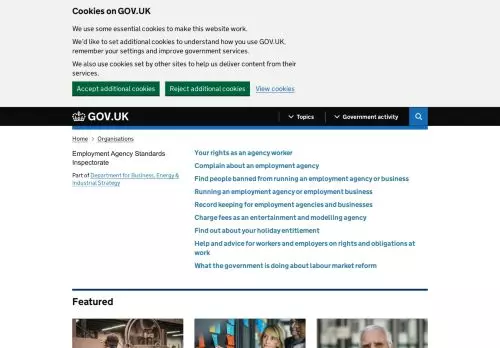 Cookies on GOV.UK
We use some essential cookies to make this website work.
We'd like to set additional cookies to understand how you use GOV.UK,
remember your settings and improve government services.
We also use cookies set by other sites to help us deliver content from their
services.
Accept additional cookies
Reject additional cookies
View cookies
GOV.UK
Topics
Government activity
Home > Organisations
Employment Agency Standards
Inspectorate
Part of Department for Business, Energy &
Industrial Strategy
Your rights as an agency worker
Complain about an employment agency
Find people banned from running an employment agency or business
Running an employment agency or employment business
Record keeping for employment agencies and businesses
Charge fees as an entertainment and modelling agency
Find out about your holiday entitlement
Help and advice for workers and employers on rights and obligations at
work
What the government is doing about labour market reform
Featured